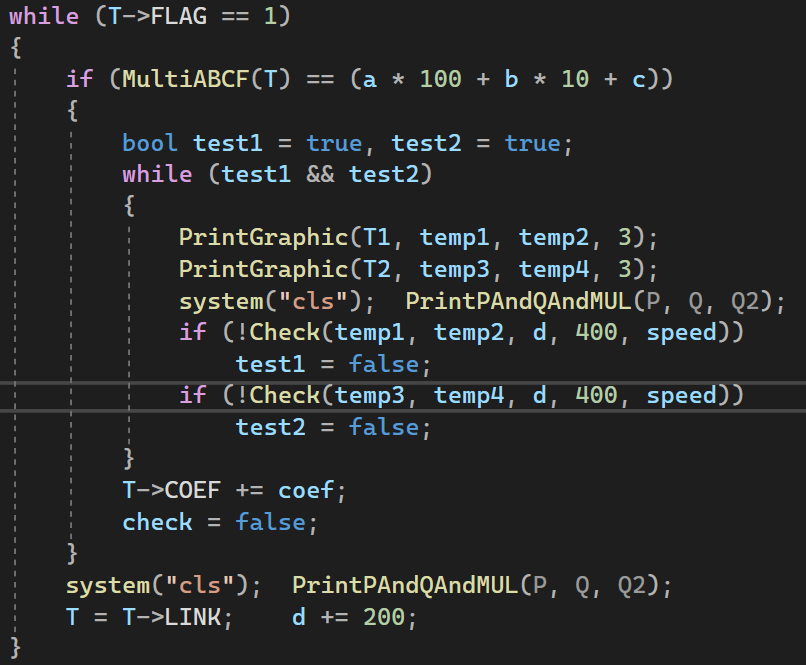 while (T->FLAG == 1)
{
    if (MultiABCF(T) == (a * 100 + b * 10 + c))
    {
        bool test1 = true, test2 = true;
        while (test1 && test2)
        {
            PrintGraphic(T1, temp1, temp2, 3);
            PrintGraphic(T2, temp3, temp4, 3);
            system("cls");  PrintPAndQAndMUL(P, Q, Q2);
            if (!Check(temp1, temp2, d, 400, speed))
                test1 = false;
            if (!Check(temp3, temp4, d, 400, speed))
                test2 = false;
        }
        T->COEF += coef;
        check = false;
    }
    system("cls");  PrintPAndQAndMUL(P, Q, Q2);
    T = T->LINK;    d += 200;
}